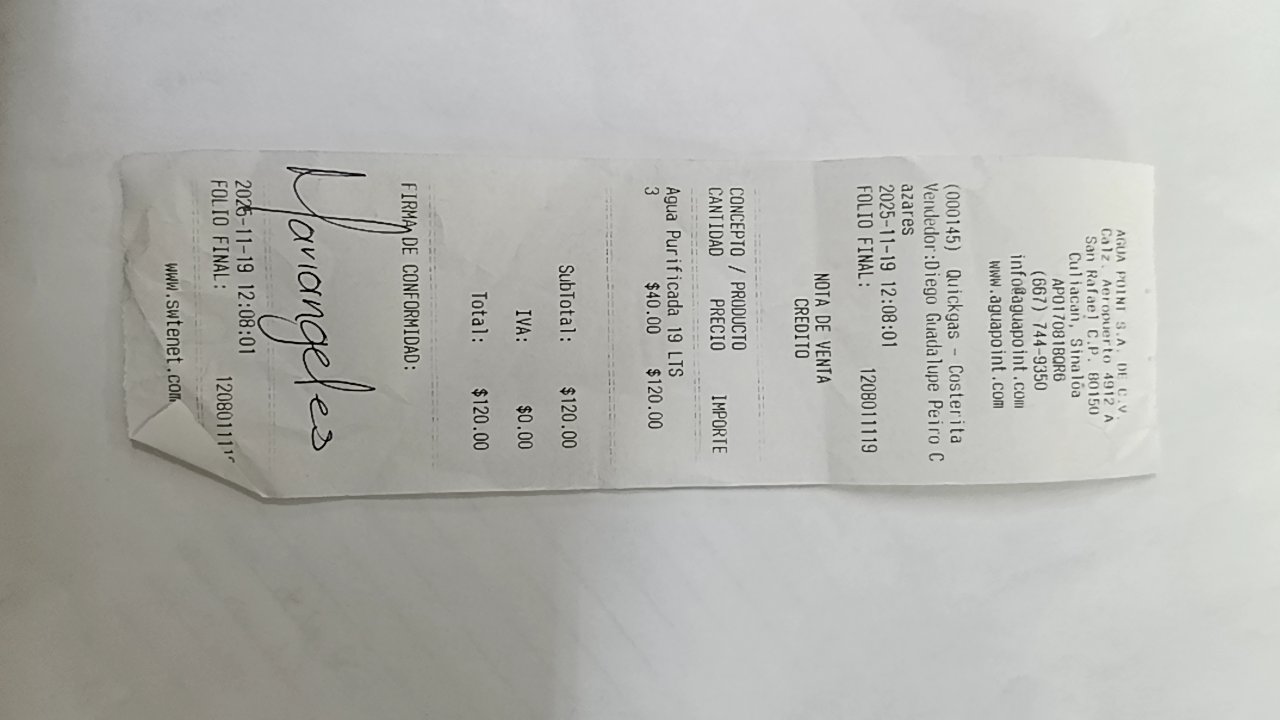 AGUA POINT S.A. DE C.V.
Calz. Aeropuerto 4912 A
San Rafael C.P. 80150
Culiacan, Sinaloa
APO170818QR6
(667) 744-9350
info@aguapoint.com
www.aguapoint.com
(000145) Quickgas - Costerita
Vendedor:Diego Guadalupe Peiro C
azares
2025-11-19 12:08:01
FOLIO FINAL: 1208011119
NOTA DE VENTA
CREDITO
CONCEPTO / PRODUCTO
CANTIDAD PRECIO IMPORTE
Agua Purificada 19 LTS
3 $40.00 $120.00
SubTotal: $120.00
IVA: $0.00
Total: $120.00
FIRMA DE CONFORMIDAD:
Mariangeles
2025-11-19 12:08:01
FOLIO FINAL: 1208011119
www.swtenet.com